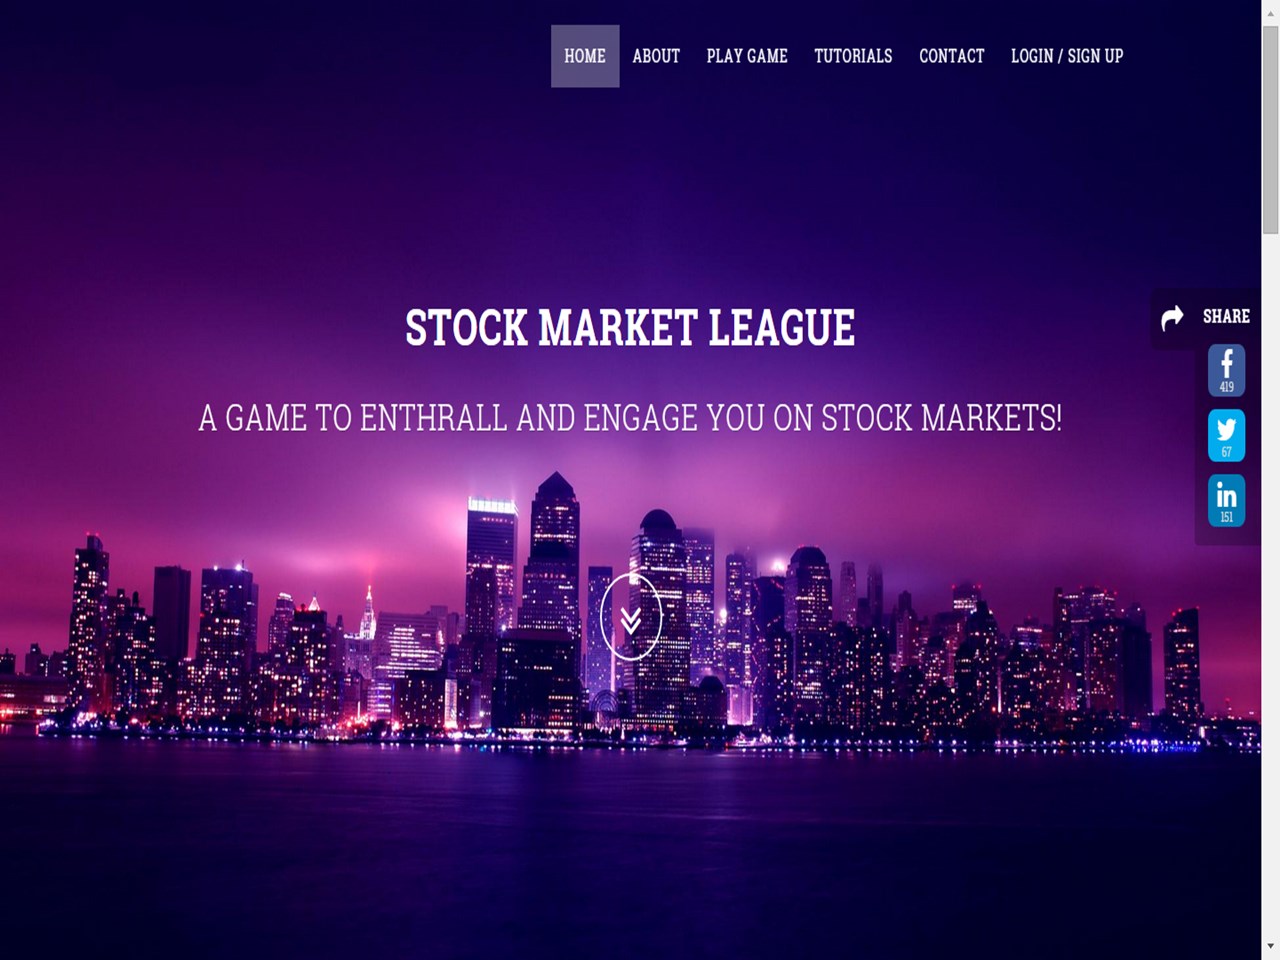 HOME ABOUT PLAY GAME TUTORIALS CONTACT LOGIN / SIGN UP
STOCK MARKET LEAGUE
A GAME TO ENTHRALL AND ENGAGE YOU ON STOCK MARKETS!
SHARE
419
67
in
151